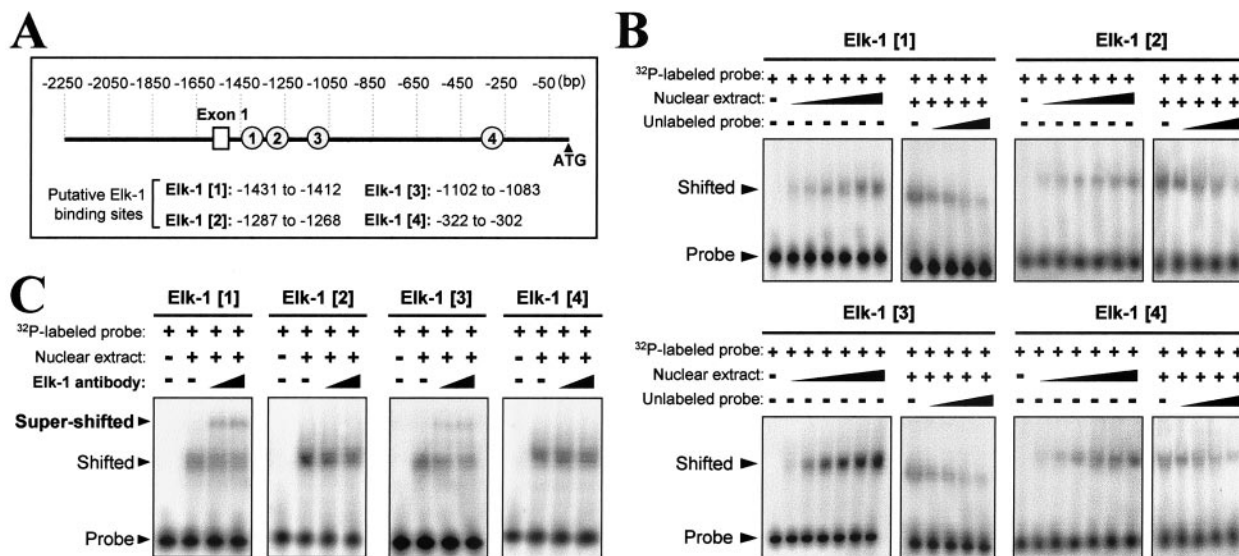 A
-2250 -2050 -1850 -1650 -1450 -1250 -1050 -850 -650 -450 -250 -50 (bp)
Exon 1
1 2 3 4
ATG
Putative Elk-1 binding sites
Elk-1 [1]: -1431 to -1412 Elk-1 [3]: -1102 to -1083
Elk-1 [2]: -1287 to -1268 Elk-1 [4]: -322 to -302
B
Elk-1 [1] Elk-1 [2]
32P-labeled probe: + + + + + + + + + + + + + + + + + + + + + + + +
Nuclear extract: - + + + + + - + + + + +
Unlabeled probe: - - - - - - - - - - - - - - - -
Shifted
Probe
Elk-1 [3] Elk-1 [4]
32P-labeled probe: + + + + + + + + + + + + + + + + + + + + + + + +
Nuclear extract: - + + + + + - + + + + +
Unlabeled probe: - - - - - - - - - - - - - - - -
Shifted
Probe
C
Elk-1 [1] Elk-1 [2] Elk-1 [3] Elk-1 [4]
32P-labeled probe: + + + + + + + + + + + + + + + +
Nuclear extract: - + + + - + + + - + + + - + + +
Elk-1 antibody: - - - - - - - -
Super-shifted
Shifted
Probe